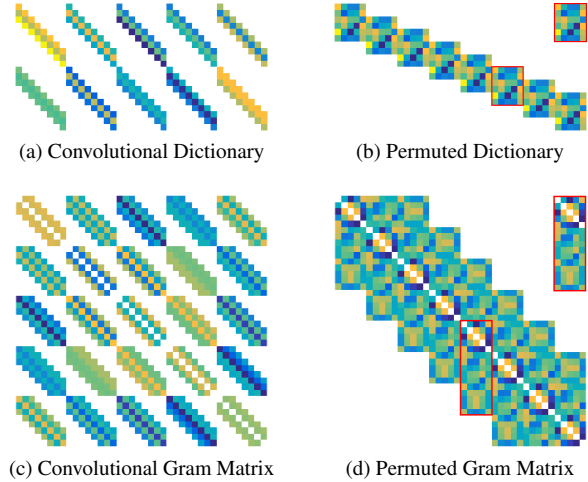 (a) Convolutional Dictionary
(b) Permuted Dictionary
(c) Convolutional Gram Matrix
(d) Permuted Gram Matrix